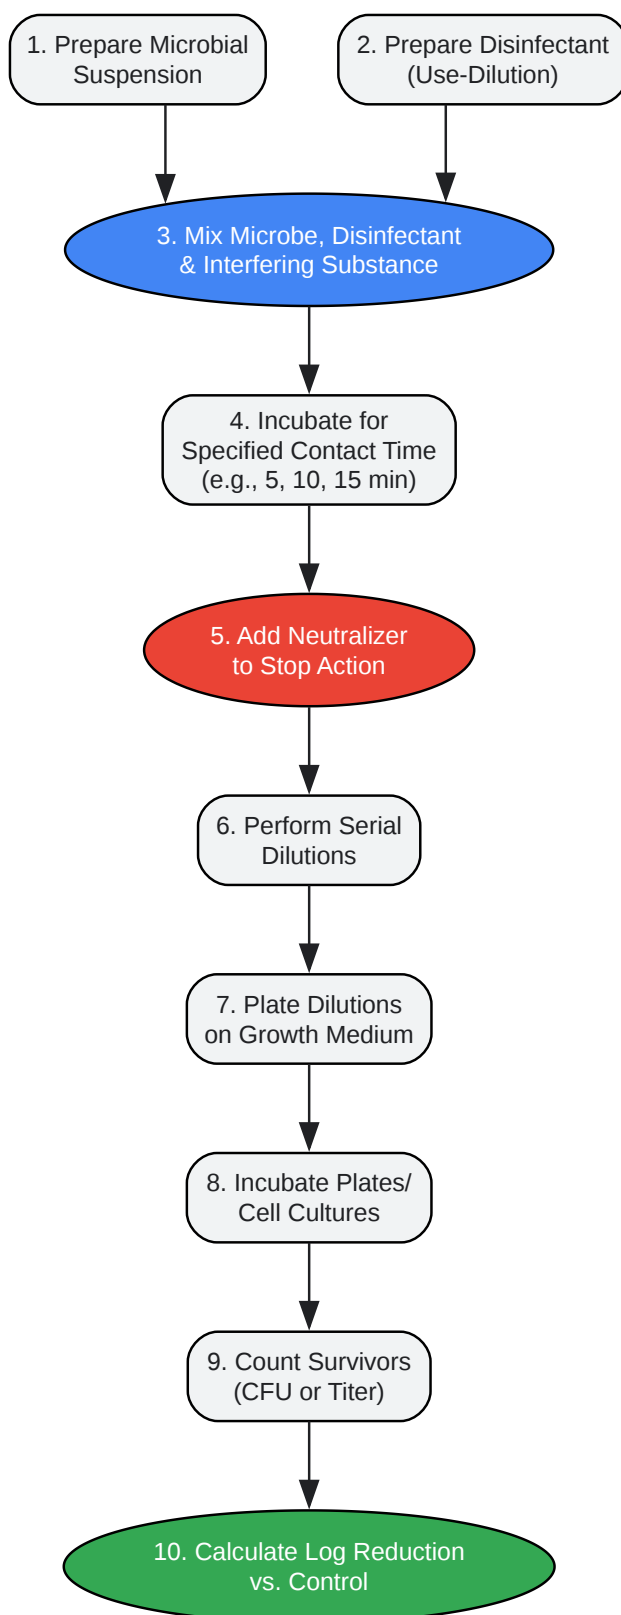 1. Prepare Microbial
Suspension
2. Prepare Disinfectant
(Use-Dilution)
3. Mix Microbe, Disinfectant
& Interfering Substance
4. Incubate for
Specified Contact Time
(e.g., 5, 10, 15 min)
5. Add Neutralizer
to Stop Action
6. Perform Serial
Dilutions
7. Plate Dilutions
on Growth Medium
8. Incubate Plates/
Cell Cultures
9. Count Survivors
(CFU or Titer)
10. Calculate Log Reduction
vs. Control